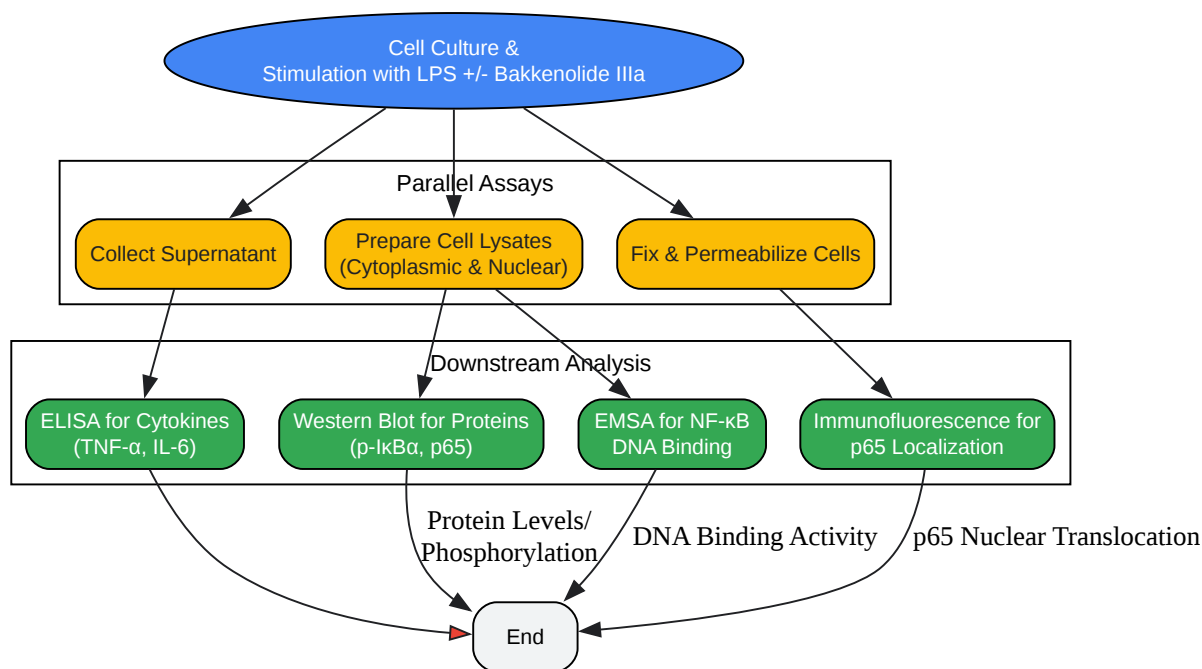 Cell Culture &
Stimulation with LPS +/- Bakkenolide IIIa
Parallel Assays
Collect Supernatant
Prepare Cell Lysates
(Cytoplasmic & Nuclear)
Fix & Permeabilize Cells
Downstream Analysis
ELISA for Cytokines
(TNF-α, IL-6)
Western Blot for Proteins
(p-IκBα, p65)
EMSA for NF-κB
DNA Binding
Immunofluorescence for
p65 Localization
Protein Levels/
Phosphorylation
DNA Binding Activity
p65 Nuclear Translocation
End